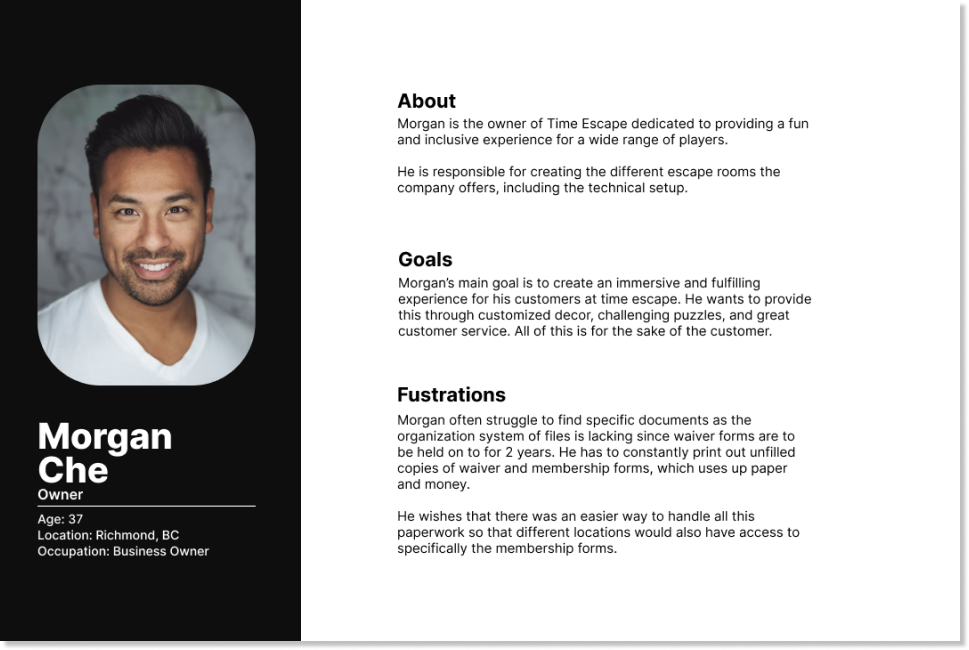 Morgan
Che
Owner
Age: 37
Location: Richmond, BC
Occupation: Business Owner
About
Morgan is the owner of Time Escape dedicated to providing a fun
and inclusive experience for a wide range of players.
He is responsible for creating the different escape rooms the
company offers, including the technical setup.
Goals
Morgan’s main goal is to create an immersive and fulfilling
experience for his customers at time escape. He wants to provide
this through customized decor, challenging puzzles, and great
customer service. All of this is for the sake of the customer.
Fustrations
Morgan often struggle to find specific documents as the
organization system of files is lacking since waiver forms are to
be held on to for 2 years. He has to constantly print out unfilled
copies of waiver and membership forms, which uses up paper
and money.
He wishes that there was an easier way to handle all this
paperwork so that different locations would also have access to
specifically the membership forms.